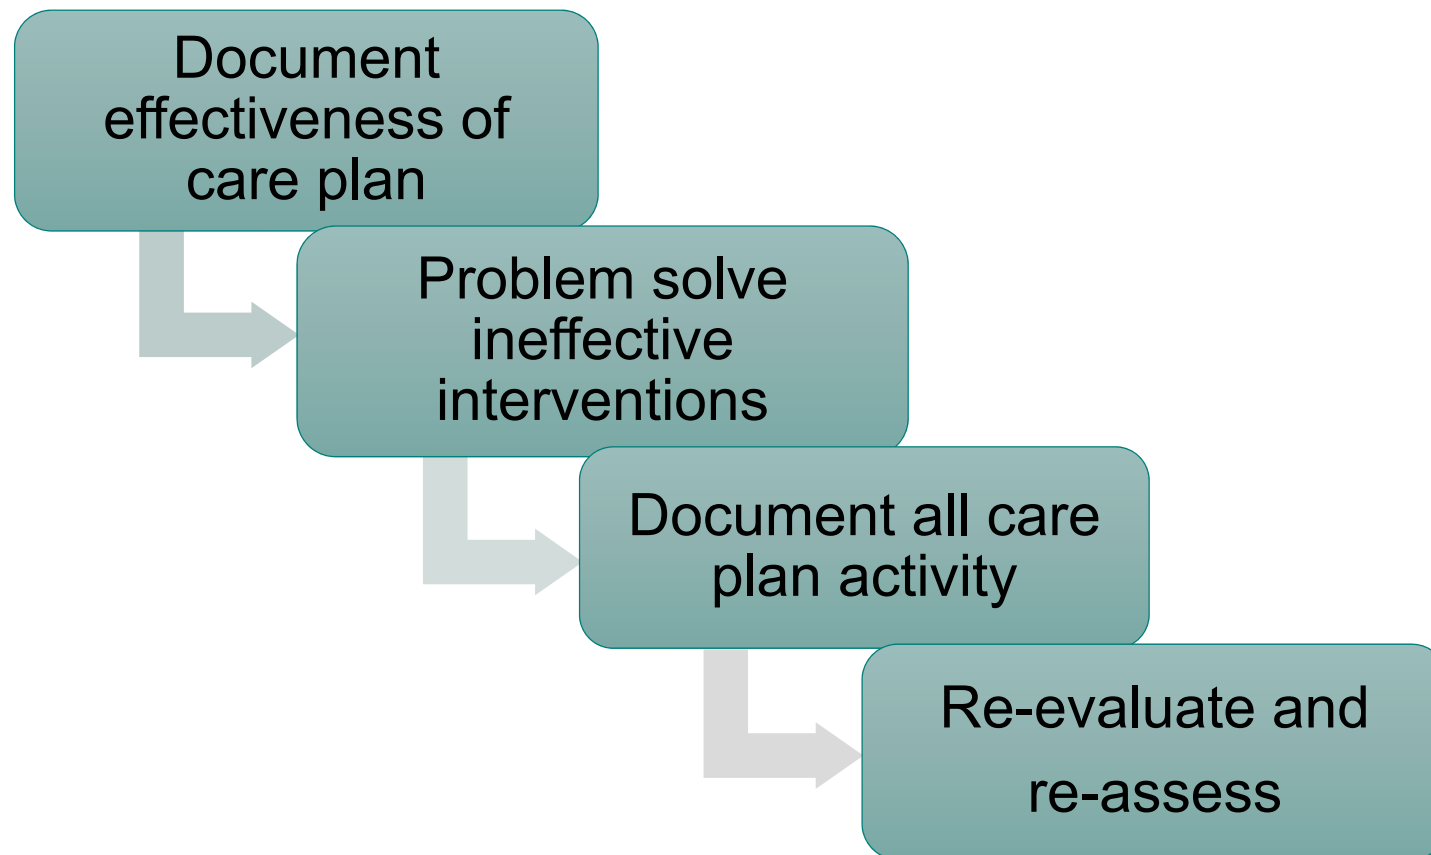 Document
effectiveness of
care plan
Problem solve
ineffective
interventions
Document all care
plan activity
Re-evaluate and
re-assess